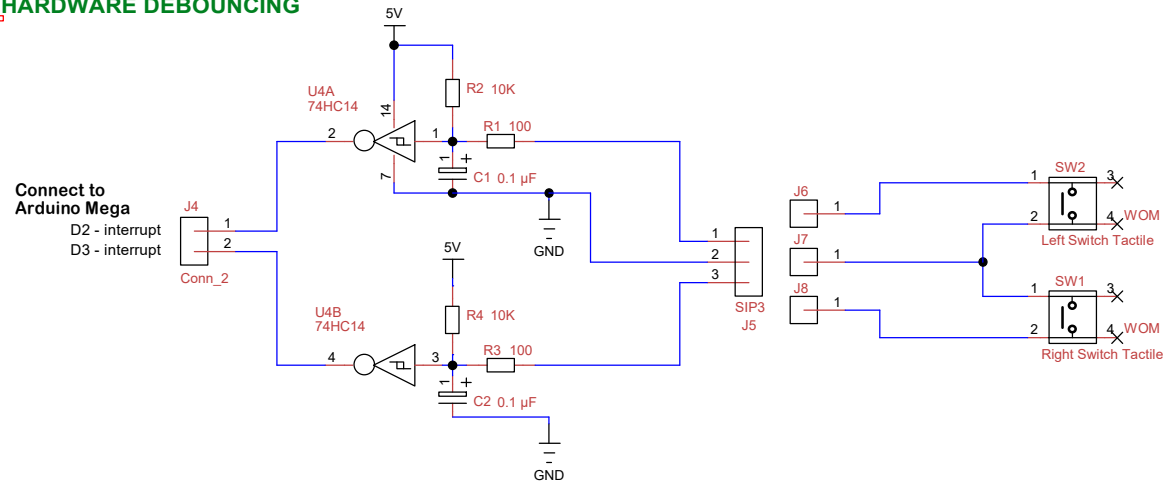 HARDWARE DEBOUNCING
5V
U4A
74HC14
14
R2 10K
2
1
R1 100
1 +
C1 0.1 µF
7
GND
Connect to
Arduino Mega
D2 - interrupt
D3 - interrupt
J4
1
2
Conn_2
5V
U4B
74HC14
R4 10K
4
3
R3 100
1 +
C2 0.1 µF
GND
1
2
3
SIP3
J5
J6
1
J7
1
J8
1
SW2
1
3
2
4
WOM
Left Switch Tactile
SW1
1
3
2
4
WOM
Right Switch Tactile